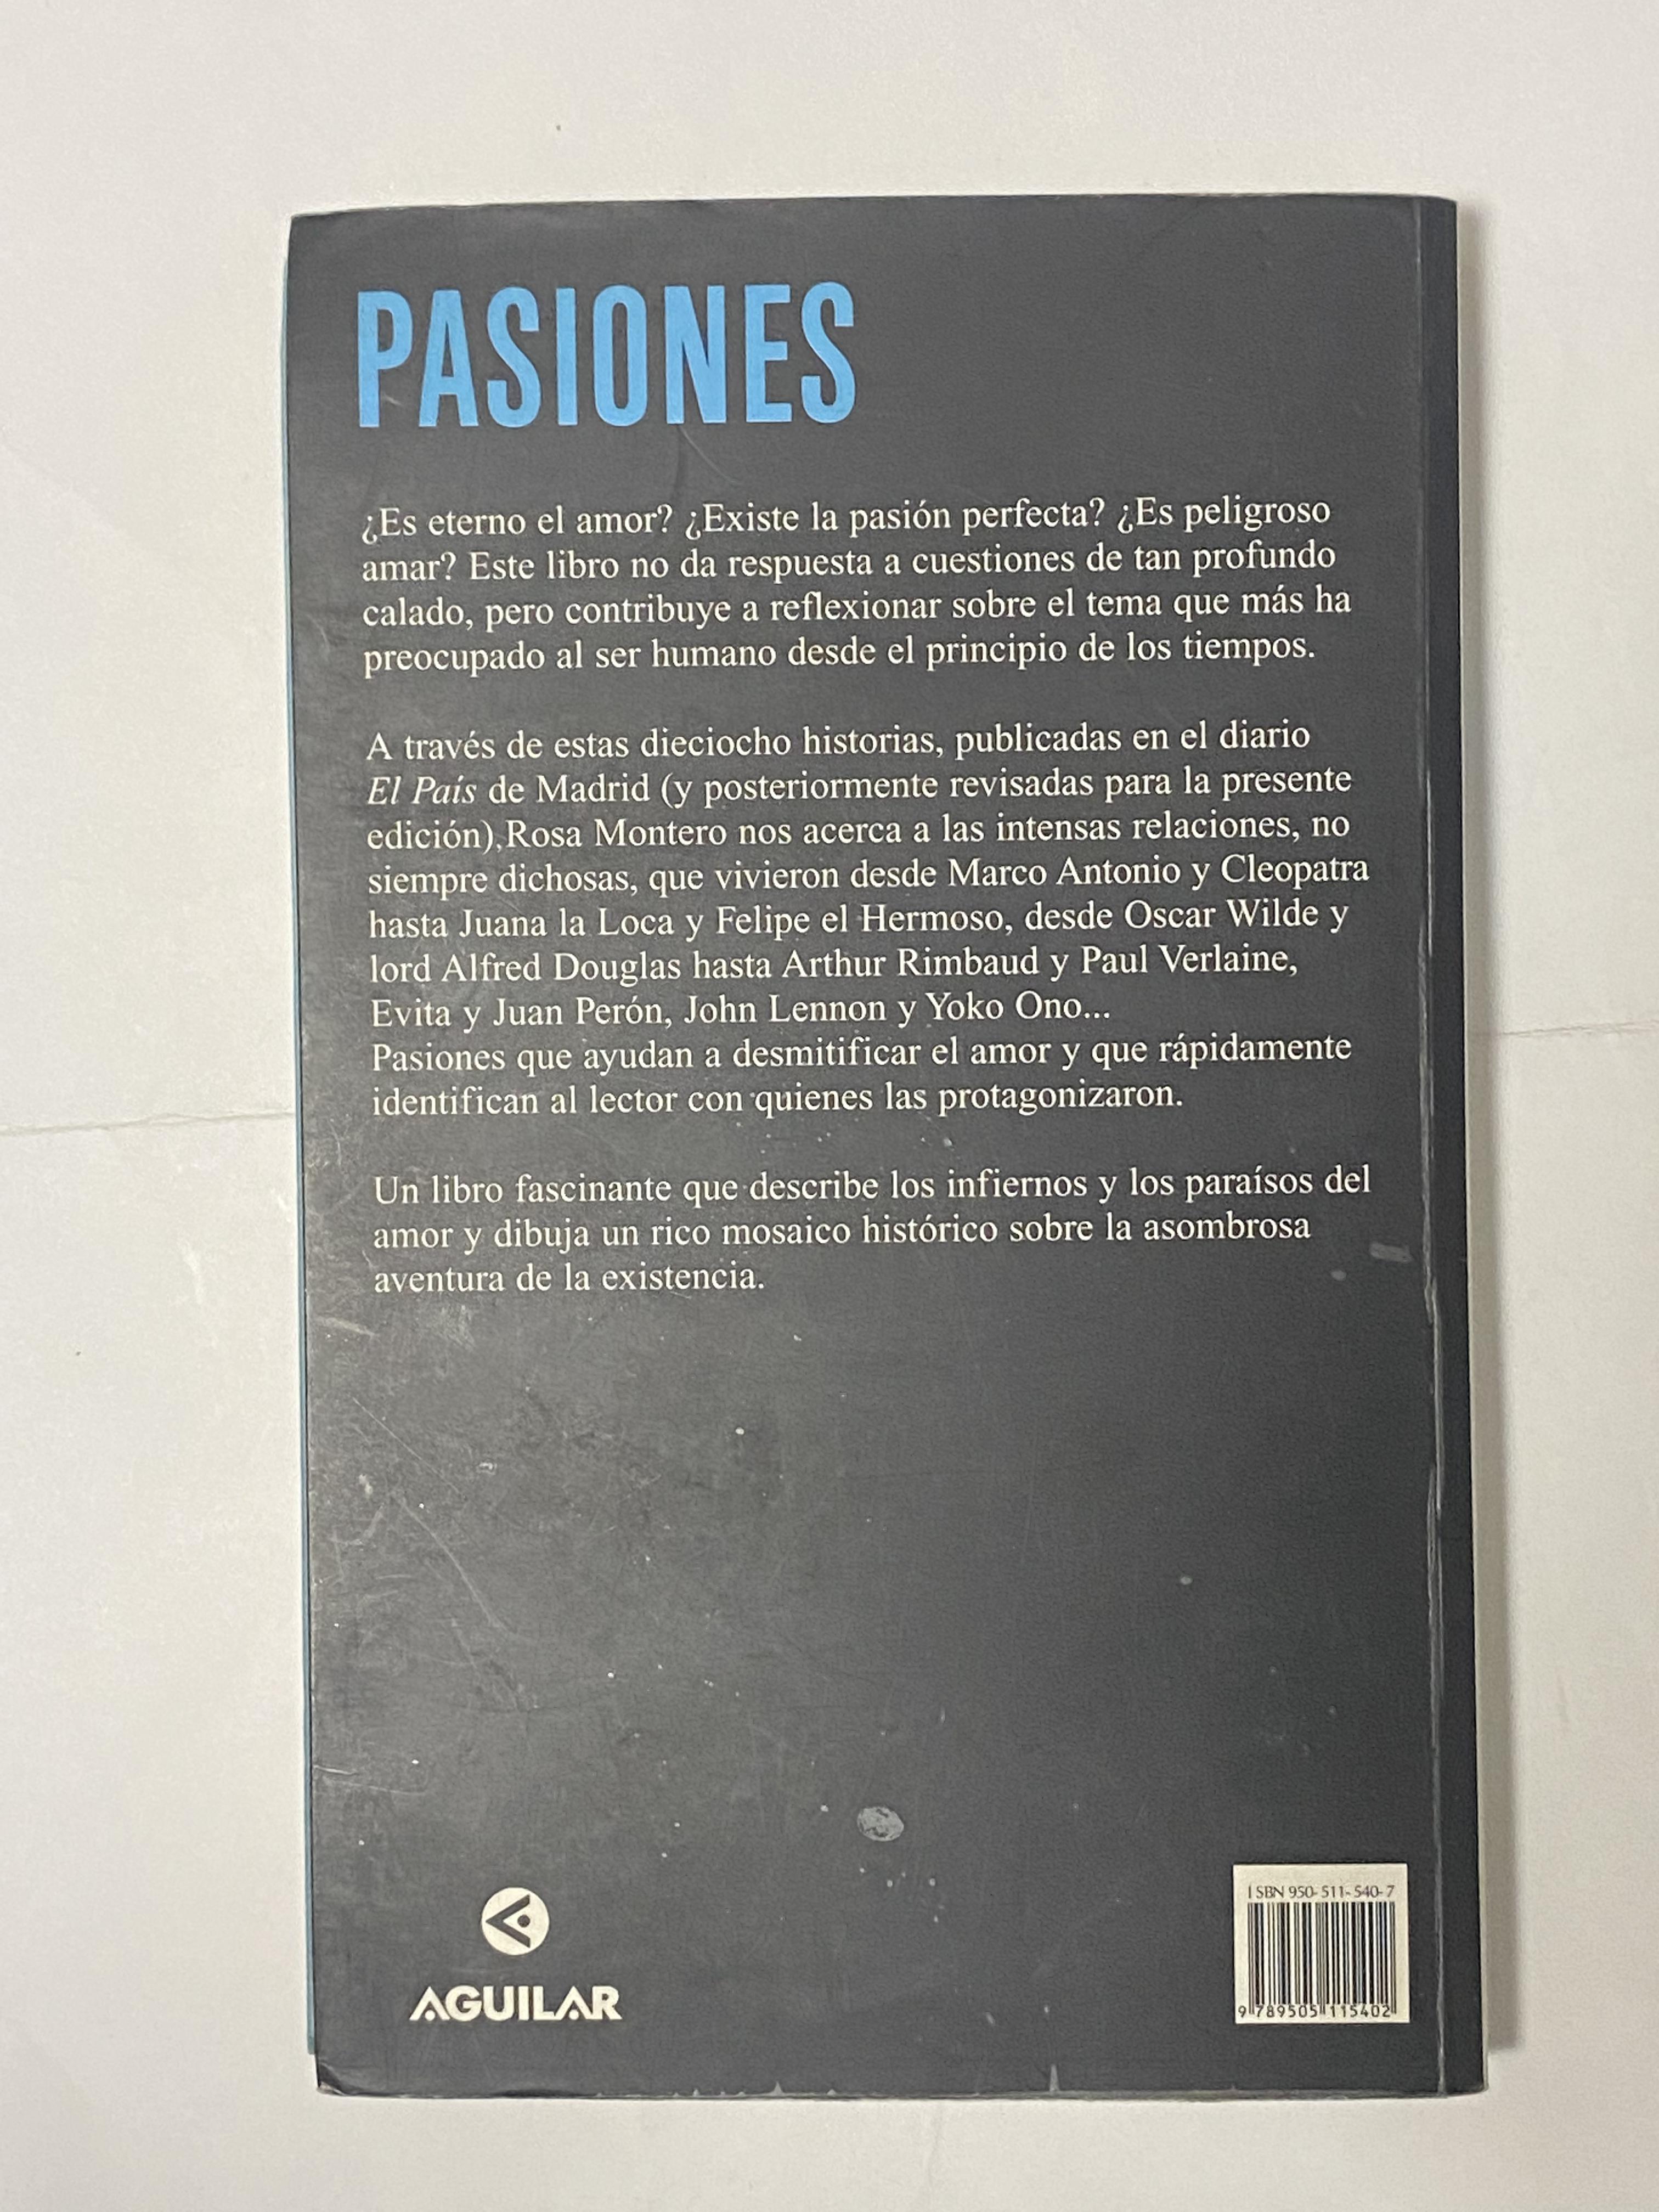 PASIONES
¿Es eterno el amor? ¿Existe la pasión perfecta? ¿Es peligroso
amar? Este libro no da respuesta a cuestiones de tan profundo
calado, pero contribuye a reflexionar sobre el tema que más ha
preocupado al ser humano desde el principio de los tiempos.
A través de estas dieciocho historias, publicadas en el diario
El País de Madrid (y posteriormente revisadas para la presente
edición),Rosa Montero nos acerca a las intensas relaciones, no
siempre dichosas, que vivieron desde Marco Antonio y Cleopatra
hasta Juana la Loca y Felipe el Hermoso, desde Oscar Wilde y
lord Alfred Douglas hasta Arthur Rimbaud y Paul Verlaine,
Evita y Juan Perón, John Lennon y Yoko Ono...
Pasiones que ayudan a desmitificar el amor y que rápidamente
identifican al lector con quienes las protagonizaron.
Un libro fascinante que describe los infiernos y los paraísos del
amor y dibuja un rico mosaico histórico sobre la asombrosa
aventura de la existencia.
AGUILAR
ISBN 950-511-540-7
9 789505 115402